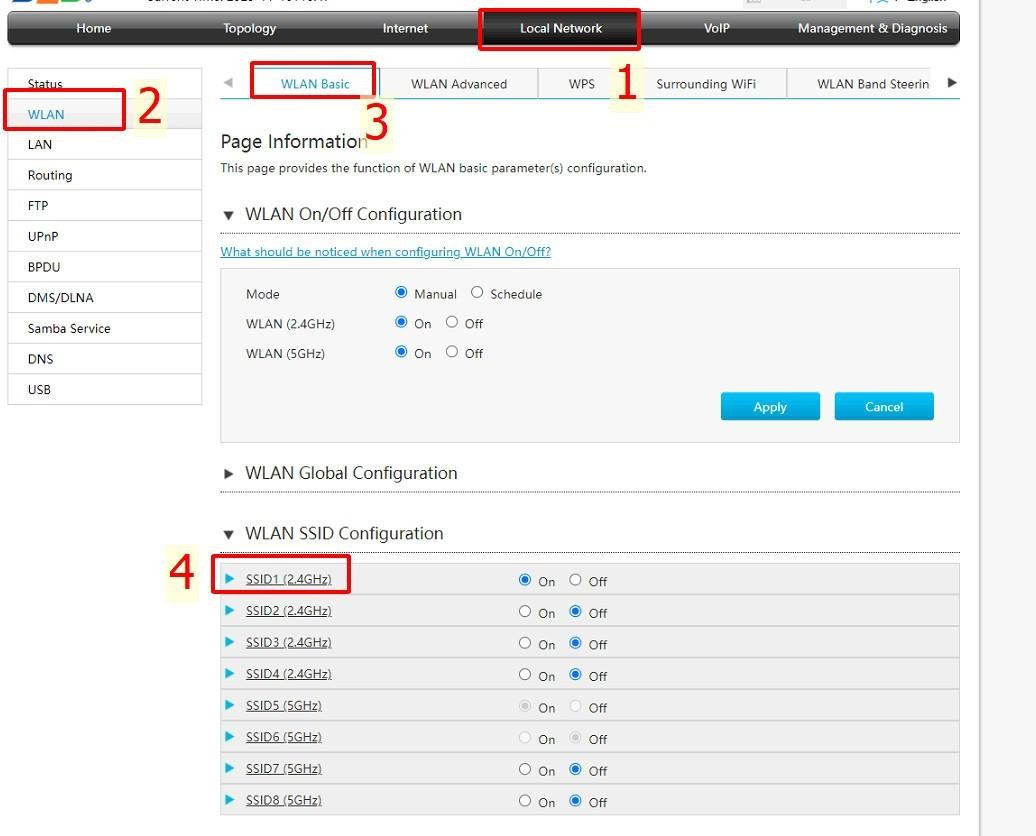 Home Topology Internet Local Network VoIP Management & Diagnosis
Status
WLAN Basic WLAN Advanced WPS 1 Surrounding WiFi WLAN Band Steerin
WLAN 2
3
LAN
Page Information
This page provides the function of WLAN basic parameter(s) configuration.
Routing
FTP
WLAN On/Off Configuration
UPnP
What should be noticed when configuring WLAN On/Off?
BPDU
DMS/DLNA
Mode Manual Schedule
Samba Service
WLAN (2.4GHz) On Off
DNS
WLAN (5GHz) On Off
USB
Apply Cancel
WLAN Global Configuration
WLAN SSID Configuration
4 SSID1 (2.4GHz) On Off
SSID2 (2.4GHz) On Off
SSID3 (2.4GHz) On Off
SSID4 (2.4GHz) On Off
SSID5 (5GHz) On Off
SSID6 (5GHz) On Off
SSID7 (5GHz) On Off
SSID8 (5GHz) On Off